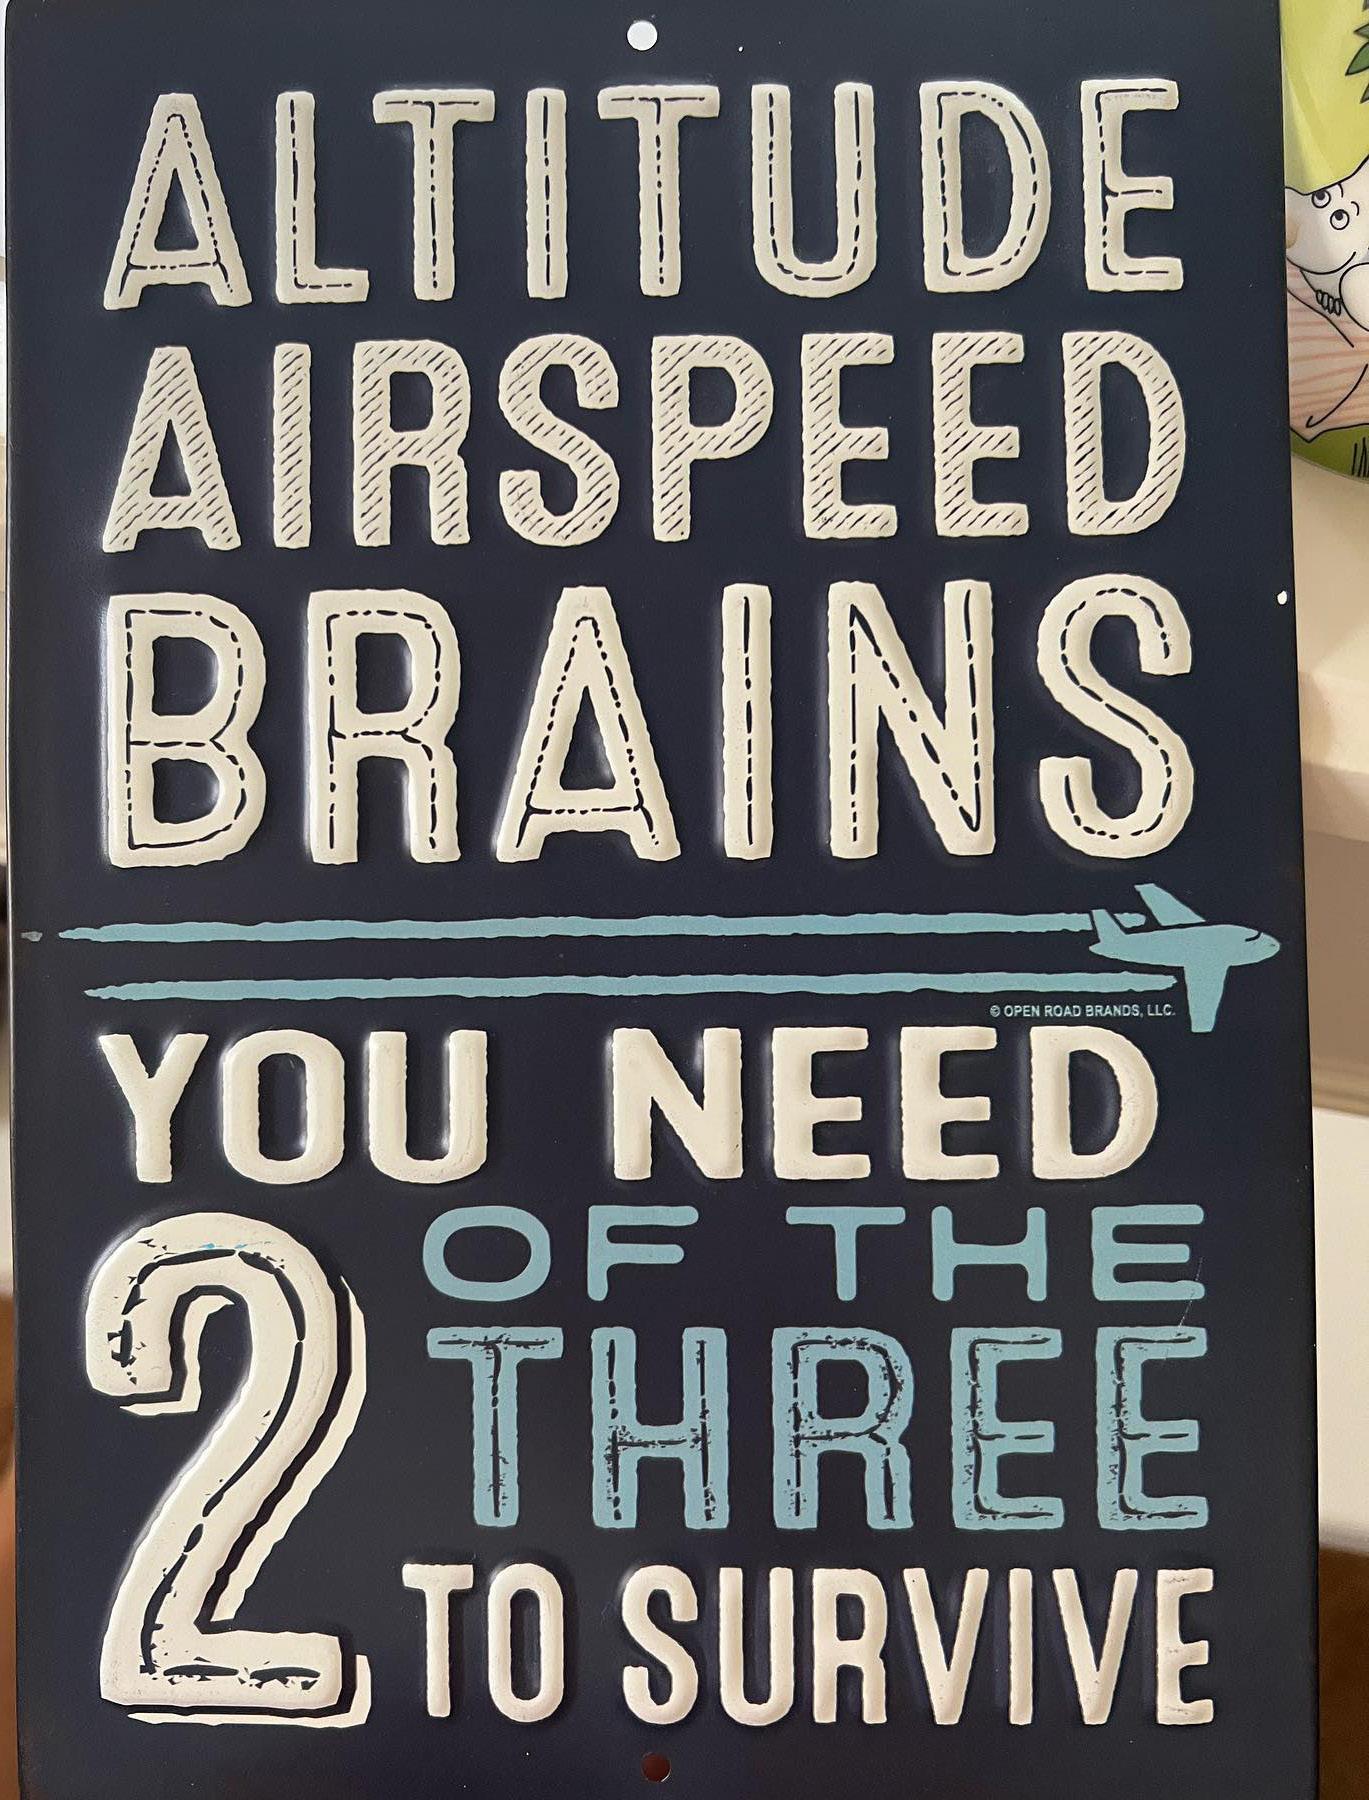 ALTITUDE
AIRSPEED
BRAINS
© OPEN ROAD BRANDS, LLC.
YOU NEED
2 OF THE
THREE
TO SURVIVE